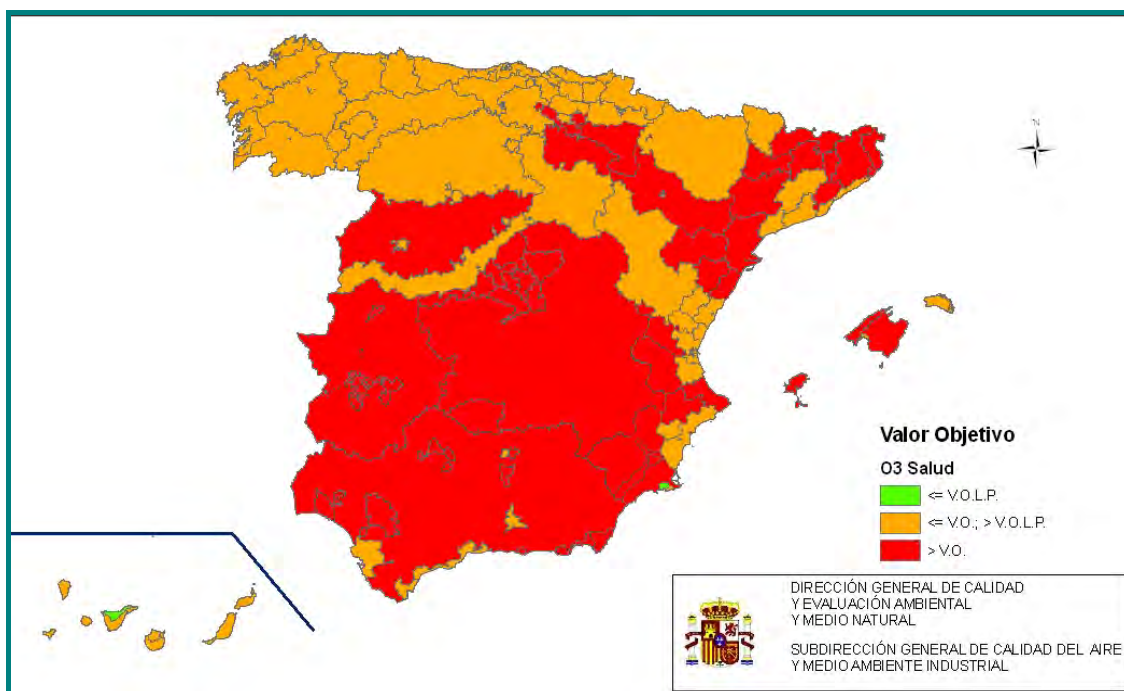 N
Valor Objetivo
O3 Salud
<= V.O.L.P.
<= V.O.; > V.O.L.P.
> V.O.
DIRECCIÓN GENERAL DE CALIDAD
Y EVALUACIÓN AMBIENTAL
Y MEDIO NATURAL
SUBDIRECCIÓN GENERAL DE CALIDAD DEL AIRE
Y MEDIO AMBIENTE INDUSTRIAL